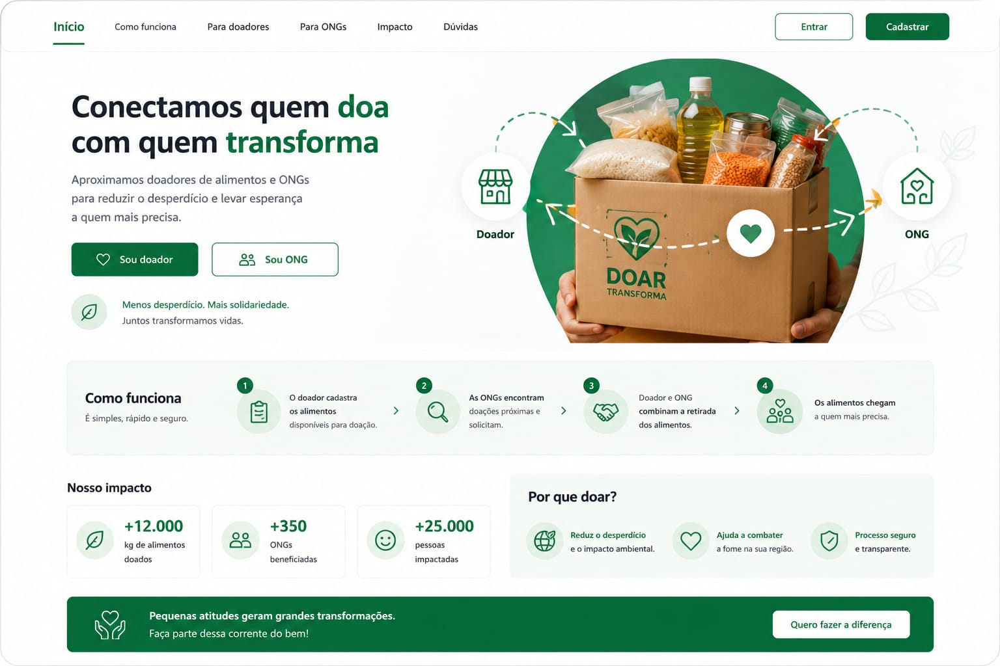 Início
Como funciona
Para doadores
Para ONGs
Impacto
Dúvidas
Entrar
Cadastrar
Conectamos quem doa
com quem transforma
Aproximamos doadores de alimentos e ONGs
para reduzir o desperdício e levar esperança
a quem mais precisa.
Sou doador
Sou ONG
Menos desperdício. Mais solidariedade.
Juntos transformamos vidas.
Doador
DOAR
TRANSFORMA
ONG
Como funciona
É simples, rápido e seguro.
1
O doador cadastra
os alimentos
disponíveis para doação.
2
As ONGs encontram
doações próximas e
solicitam.
3
Doador e ONG
combinam a retirada
dos alimentos.
4
Os alimentos chegam
a quem mais precisa.
Nosso impacto
+12.000
kg de alimentos
doados
+350
ONGs
beneficiadas
+25.000
pessoas
impactadas
Por que doar?
Reduz o desperdício
e o impacto ambiental.
Ajuda a combater
a fome na sua região.
Processo seguro
e transparente.
Pequenas atitudes geram grandes transformações.
Faça parte dessa corrente do bem!
Quero fazer a diferença